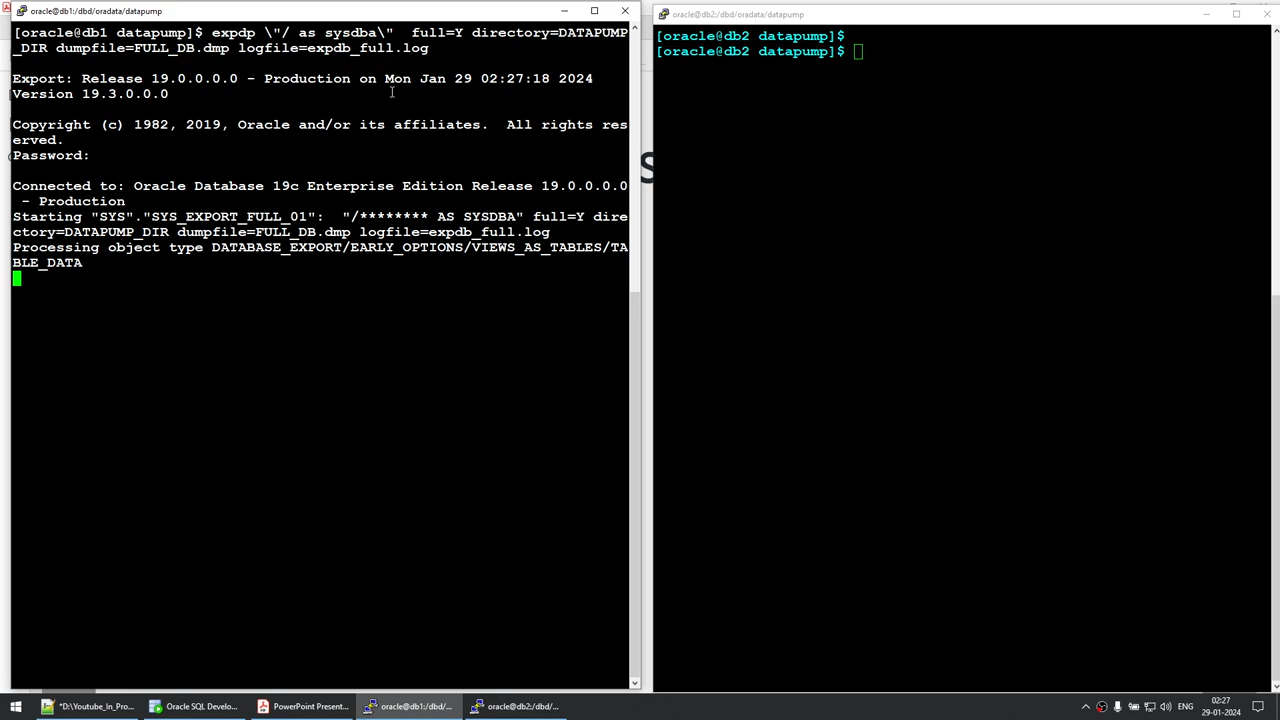 oracle@db1:/dbd/oradata/datapump
[oracle@db1 datapump]$ expdp \"/ as sysdba\"  full=Y directory=DATAPUMP
_DIR dumpfile=FULL_DB.dmp logfile=expdb_full.log
Export: Release 19.0.0.0.0 - Production on Mon Jan 29 02:27:18 2024
Version 19.3.0.0.0
Copyright (c) 1982, 2019, Oracle and/or its affiliates.  All rights res
erved.
Password:
Connected to: Oracle Database 19c Enterprise Edition Release 19.0.0.0.0
 - Production
Starting "SYS"."SYS_EXPORT_FULL_01":  "/******** AS SYSDBA" full=Y dire
ctory=DATAPUMP_DIR dumpfile=FULL_DB.dmp logfile=expdb_full.log
Processing object type DATABASE_EXPORT/EARLY_OPTIONS/VIEWS_AS_TABLES/TA
BLE_DATA
oracle@db2:/dbd/oradata/datapump
[oracle@db2 datapump]$
[oracle@db2 datapump]$
S
*"D:\Youtube_In_Pro...
Oracle SQL Develo...
PowerPoint Present...
oracle@db1:/dbd/...
oracle@db2:/dbd/...
ENG
02:27
29-01-2024